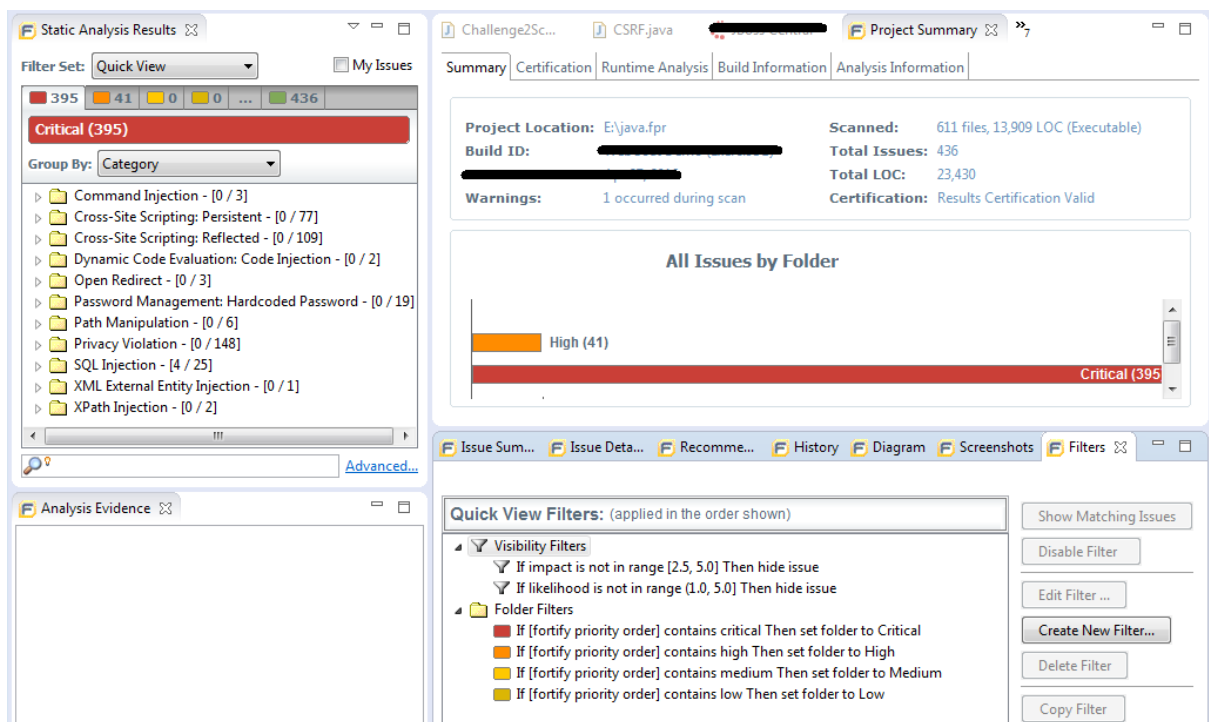 Static Analysis Results
Filter Set: Quick View My Issues
395 41 0 0 ... 436
Critical (395)
Group By: Category
Command Injection - [0 / 3]
Cross-Site Scripting: Persistent - [0 / 77]
Cross-Site Scripting: Reflected - [0 / 109]
Dynamic Code Evaluation: Code Injection - [0 / 2]
Open Redirect - [0 / 3]
Password Management: Hardcoded Password - [0 / 19]
Path Manipulation - [0 / 6]
Privacy Violation - [0 / 148]
SQL Injection - [4 / 25]
XML External Entity Injection - [0 / 1]
XPath Injection - [0 / 2]
Advanced...
Analysis Evidence
Challenge2Sc... CSRF.java Project Summary »7
Summary Certification Runtime Analysis Build Information Analysis Information
Project Location: E:\java.fpr Scanned: 611 files, 13,909 LOC (Executable)
Build ID: Total Issues: 436
Total LOC: 23,430
Warnings: 1 occurred during scan Certification: Results Certification Valid
All Issues by Folder
High (41)
Critical (395
Issue Sum... Issue Deta... Recomme... History Diagram Screenshots Filters
Quick View Filters: (applied in the order shown) Show Matching Issues
Visibility Filters Disable Filter
If impact is not in range [2.5, 5.0] Then hide issue
If likelihood is not in range (1.0, 5.0] Then hide issue Edit Filter ...
Folder Filters
If [fortify priority order] contains critical Then set folder to Critical Create New Filter...
If [fortify priority order] contains high Then set folder to High
If [fortify priority order] contains medium Then set folder to Medium Delete Filter
If [fortify priority order] contains low Then set folder to Low
Copy Filter